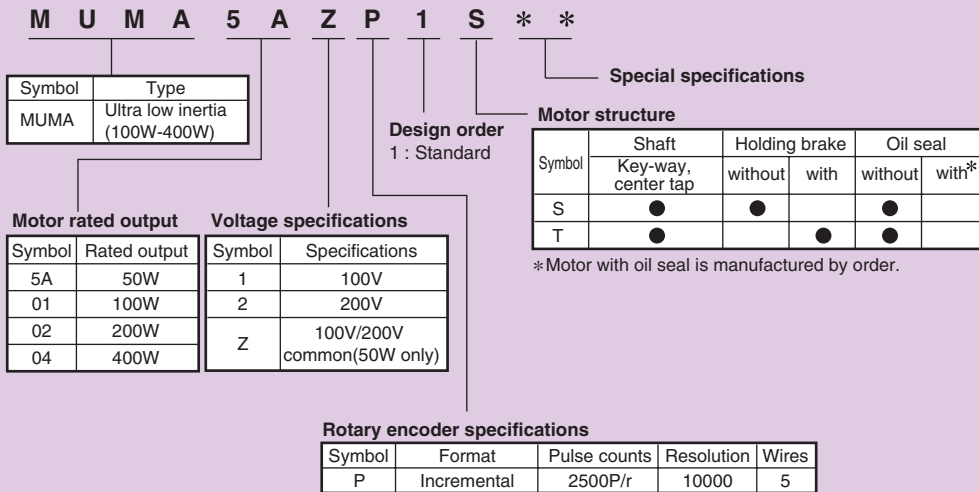 M U M A 5 A Z P 1 S * *
Special specifications
Symbol Type
MUMA Ultra low inertia
(100W-400W)
Design order
1 : Standard
Motor structure
Symbol Shaft Holding brake Oil seal
Key-way,
center tap without with without with*
S ● ● ●
T ● ● ●
*Motor with oil seal is manufactured by order.
Motor rated output
Symbol Rated output
5A 50W
01 100W
02 200W
04 400W
Voltage specifications
Symbol Specifications
1 100V
2 200V
Z 100V/200V
common(50W only)
Rotary encoder specifications
Symbol Format Pulse counts Resolution Wires
P Incremental 2500P/r 10000 5